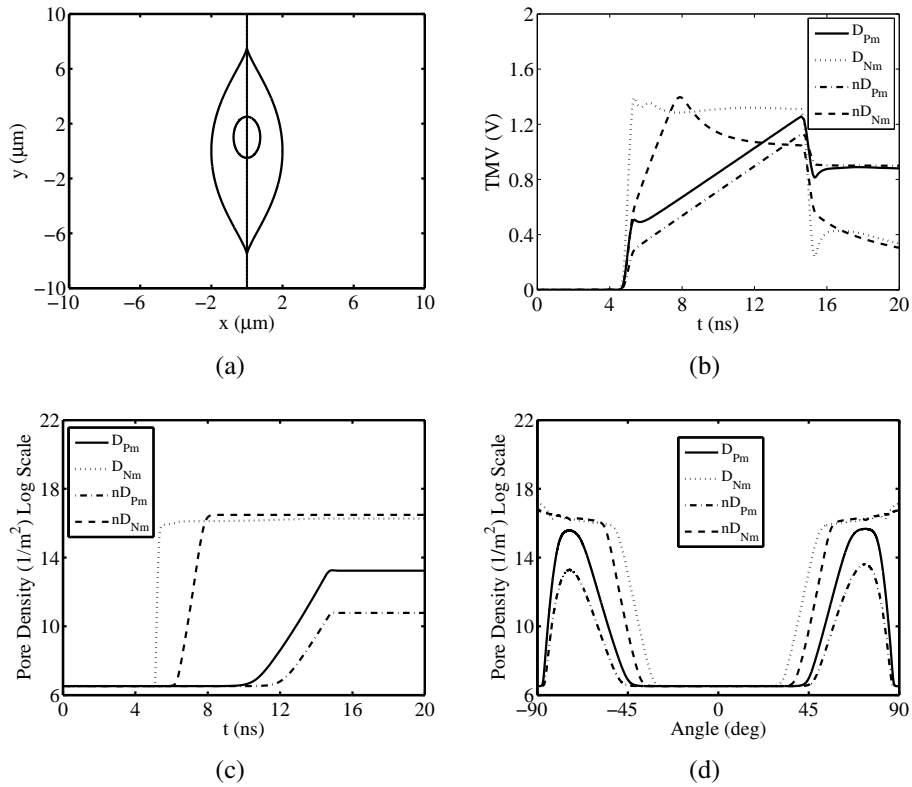 10
6
2
−2
−6
−10
y (μm)
−10
−6
−2
2
6
10
x (μm)
(a)
2
1.6
1.2
0.8
0.4
0
TMV (V)
0
4
8
12
16
20
t (ns)
D_Pm
D_Nm
nD_Pm
nD_Nm
(b)
22
18
14
10
6
Pore Density (1/m²) Log Scale
0
4
8
12
16
20
t (ns)
D_Pm
D_Nm
nD_Pm
nD_Nm
(c)
22
18
14
10
6
Pore Density (1/m²) Log Scale
−90
−45
0
45
90
Angle (deg)
D_Pm
D_Nm
nD_Pm
nD_Nm
(d)